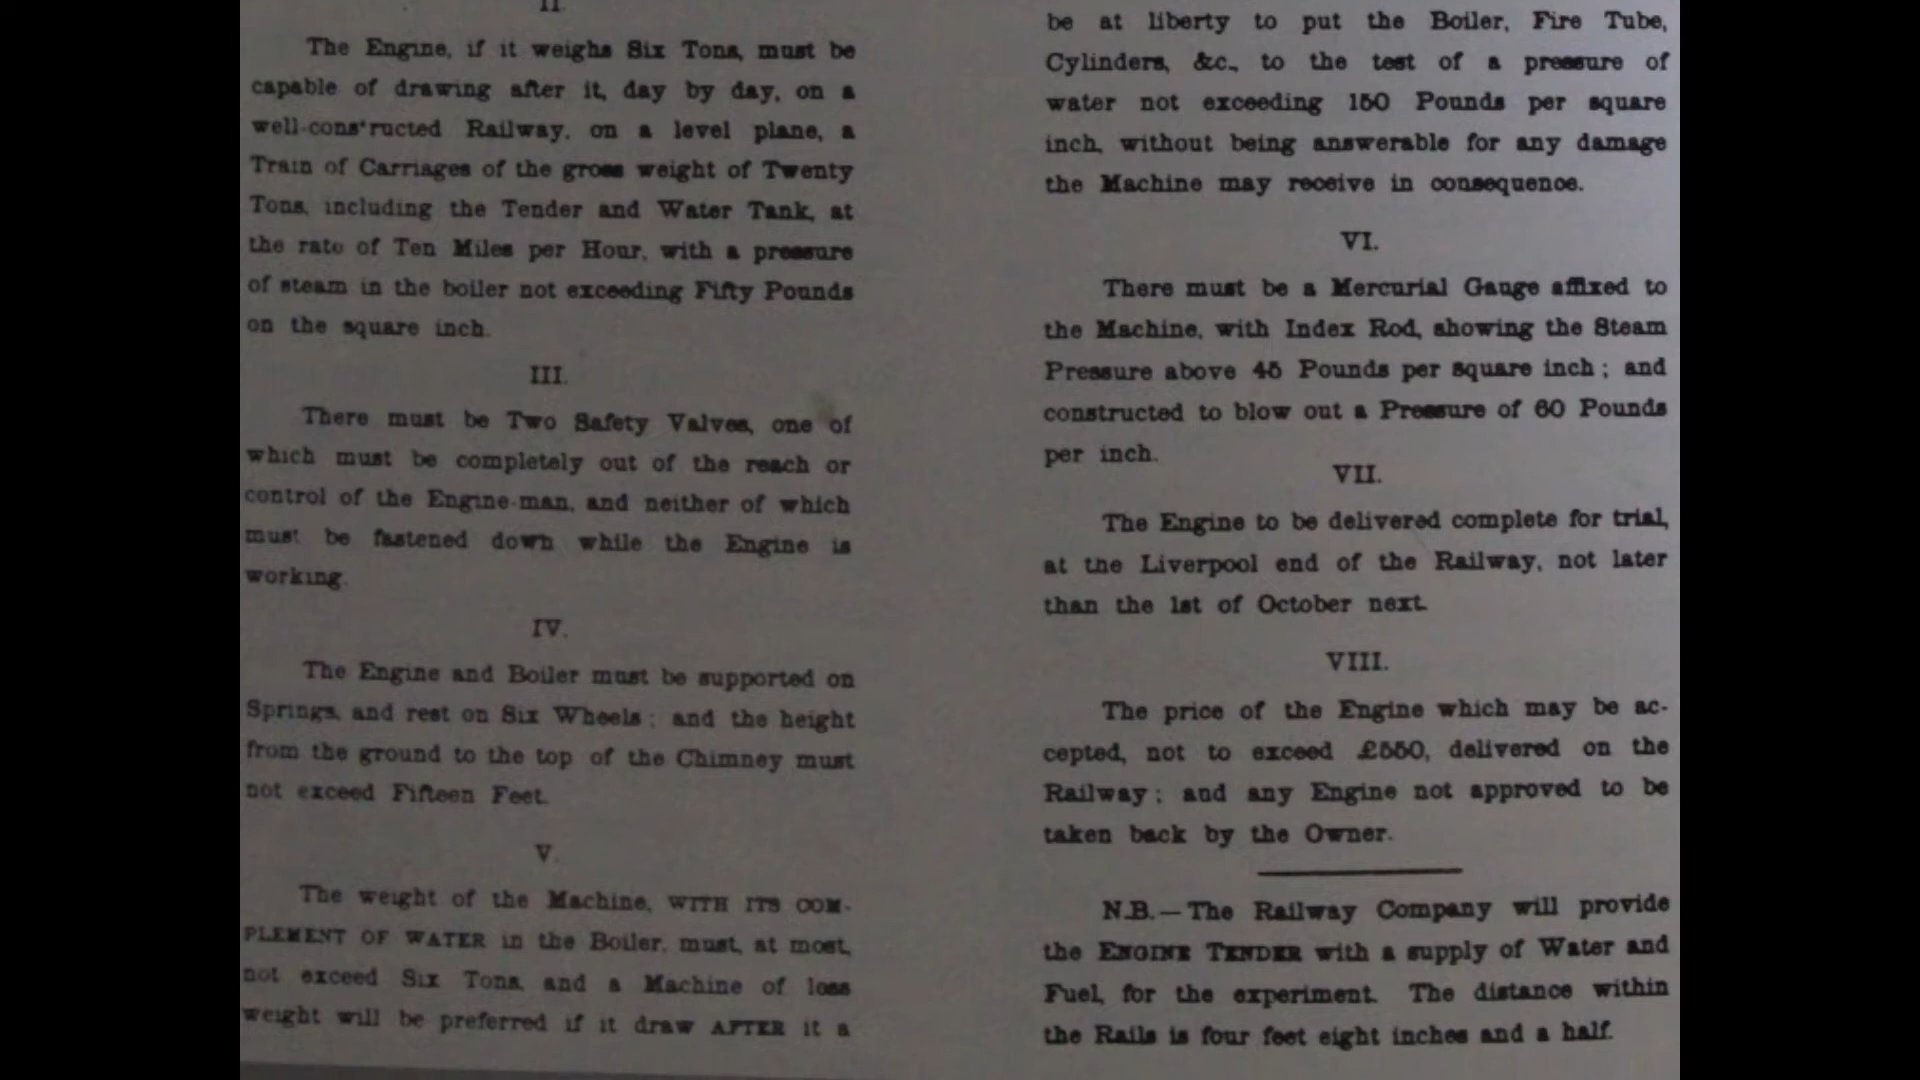 II
The Engine, if it weighs Six Tons, must be
capable of drawing after it, day by day, on a
well-constructed Railway, on a level plane, a
Train of Carriages of the gross weight of Twenty
Tons, including the Tender and Water Tank, at
the rate of Ten Miles per Hour, with a pressure
of steam in the boiler not exceeding Fifty Pounds
on the square inch.
III.
There must be Two Safety Valves, one of
which must be completely out of the reach or
control of the Engine-man, and neither of which
must be fastened down while the Engine is
working.
IV.
The Engine and Boiler must be supported on
Springs, and rest on Six Wheels; and the height
from the ground to the top of the Chimney must
not exceed Fifteen Feet.
V.
The weight of the Machine, WITH ITS COM-
PLEMENT OF WATER in the Boiler, must, at most,
not exceed Six Tons, and a Machine of less
weight will be preferred if it draw AFTER it a
be at liberty to put the Boiler, Fire Tube,
Cylinders, &c., to the test of a pressure of
water not exceeding 150 Pounds per square
inch, without being answerable for any damage
the Machine may receive in consequence.
VI.
There must be a Mercurial Gauge affixed to
the Machine, with Index Rod, showing the Steam
Pressure above 45 Pounds per square inch; and
constructed to blow out a Pressure of 60 Pounds
per inch.
VII.
The Engine to be delivered complete for trial,
at the Liverpool end of the Railway, not later
than the 1st of October next.
VIII.
The price of the Engine which may be ac-
cepted, not to exceed £550, delivered on the
Railway; and any Engine not approved to be
taken back by the Owner.
N.B.—The Railway Company will provide
the ENGINE TENDER with a supply of Water and
Fuel, for the experiment. The distance within
the Rails is four feet eight inches and a half.